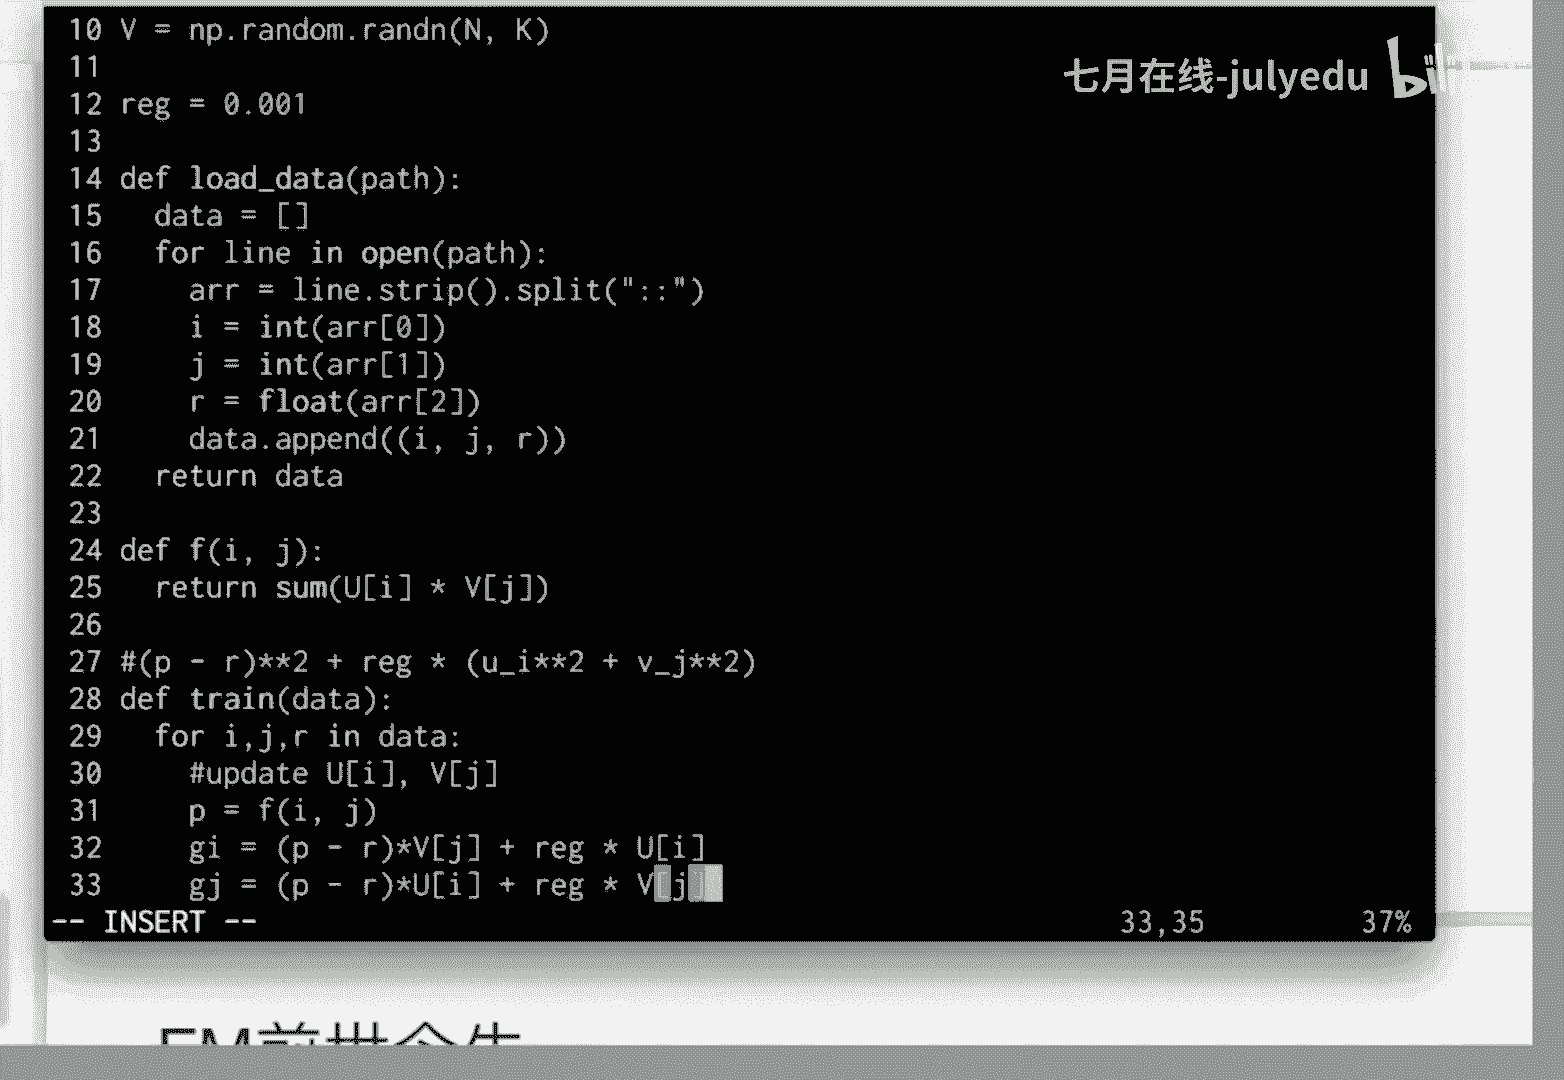 10 V = np.random.randn(N, K)
11
七月在线-julyedu
12 reg = 0.001
13
14 def load_data(path):
15   data = []
16   for line in open(path):
17     arr = line.strip().split("::")
18     i = int(arr[0])
19     j = int(arr[1])
20     r = float(arr[2])
21     data.append((i, j, r))
22   return data
23
24 def f(i, j):
25   return sum(U[i] * V[j])
26
27 #(p - r)**2 + reg * (u_i**2 + v_j**2)
28 def train(data):
29   for i,j,r in data:
30     #update U[i], V[j]
31     p = f(i, j)
32     gi = (p - r)*V[j] + reg * U[i]
33     gj = (p - r)*U[i] + reg * V[j]
-- INSERT -- 33,35 37%